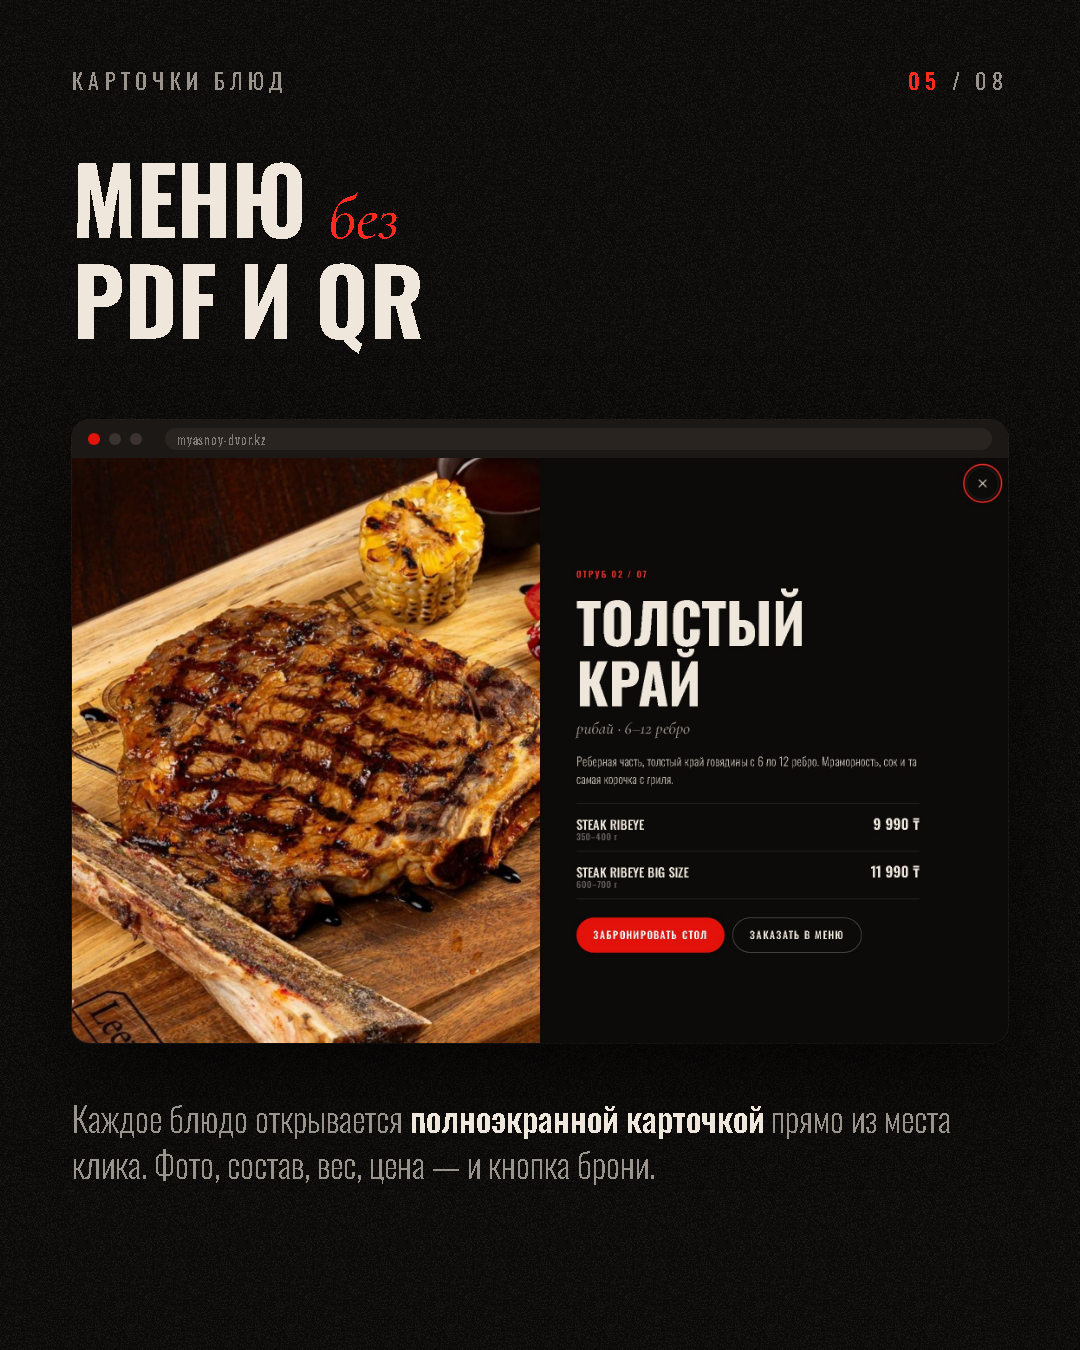 КАРТОЧКИ БЛЮД
05 / 08
МЕНЮ без
PDF И QR
myasnoy-dvor.kz
×
ОТРУБ 02 / 07
ТОЛСТЫЙ
КРАЙ
рибай · 6–12 ребро
Реберная часть, толстый край говядины с 6 по 12 ребро. Мраморность, сок и та
самая корочка с гриля.
STEAK RIBEYE 9 990 ₸
350–400 г
STEAK RIBEYE BIG SIZE 11 990 ₸
600–700 г
ЗАБРОНИРОВАТЬ СТОЛ ЗАКАЗАТЬ В МЕНЮ
Каждое блюдо открывается полноэкранной карточкой прямо из места
клика. Фото, состав, вес, цена — и кнопка брони.